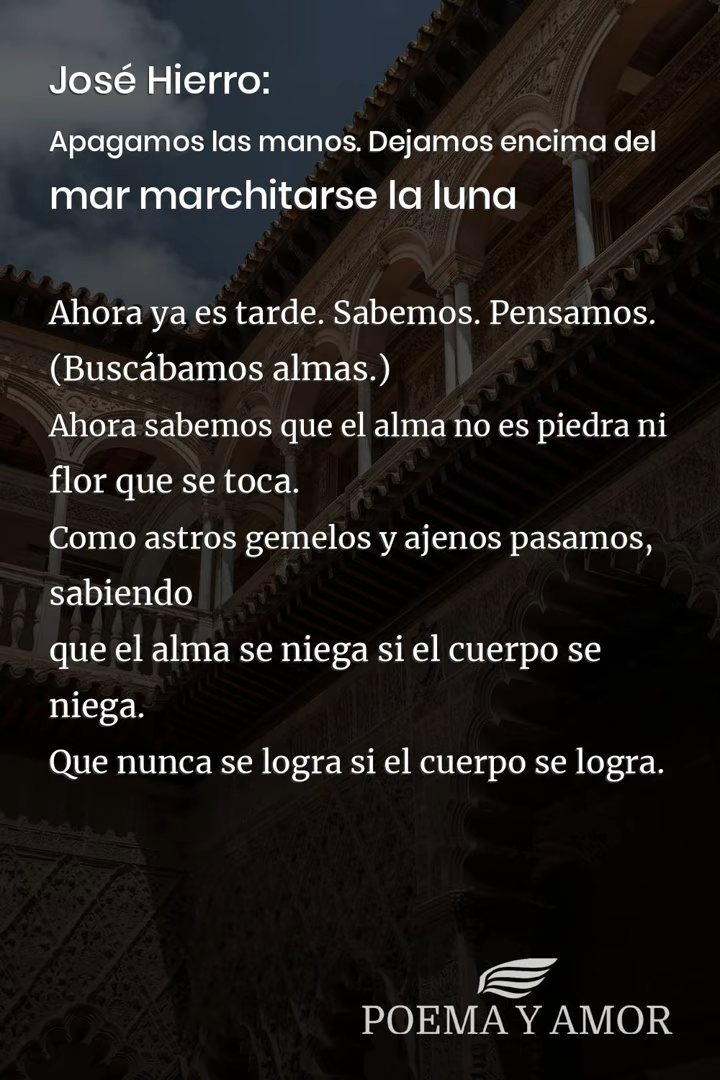 José Hierro:
Apagamos las manos. Dejamos encima del
mar marchitarse la luna
Ahora ya es tarde. Sabemos. Pensamos.
(Buscábamos almas.)
Ahora sabemos que el alma no es piedra ni
flor que se toca.
Como astros gemelos y ajenos pasamos,
sabiendo
que el alma se niega si el cuerpo se
niega.
Que nunca se logra si el cuerpo se logra.
POEMA Y AMOR